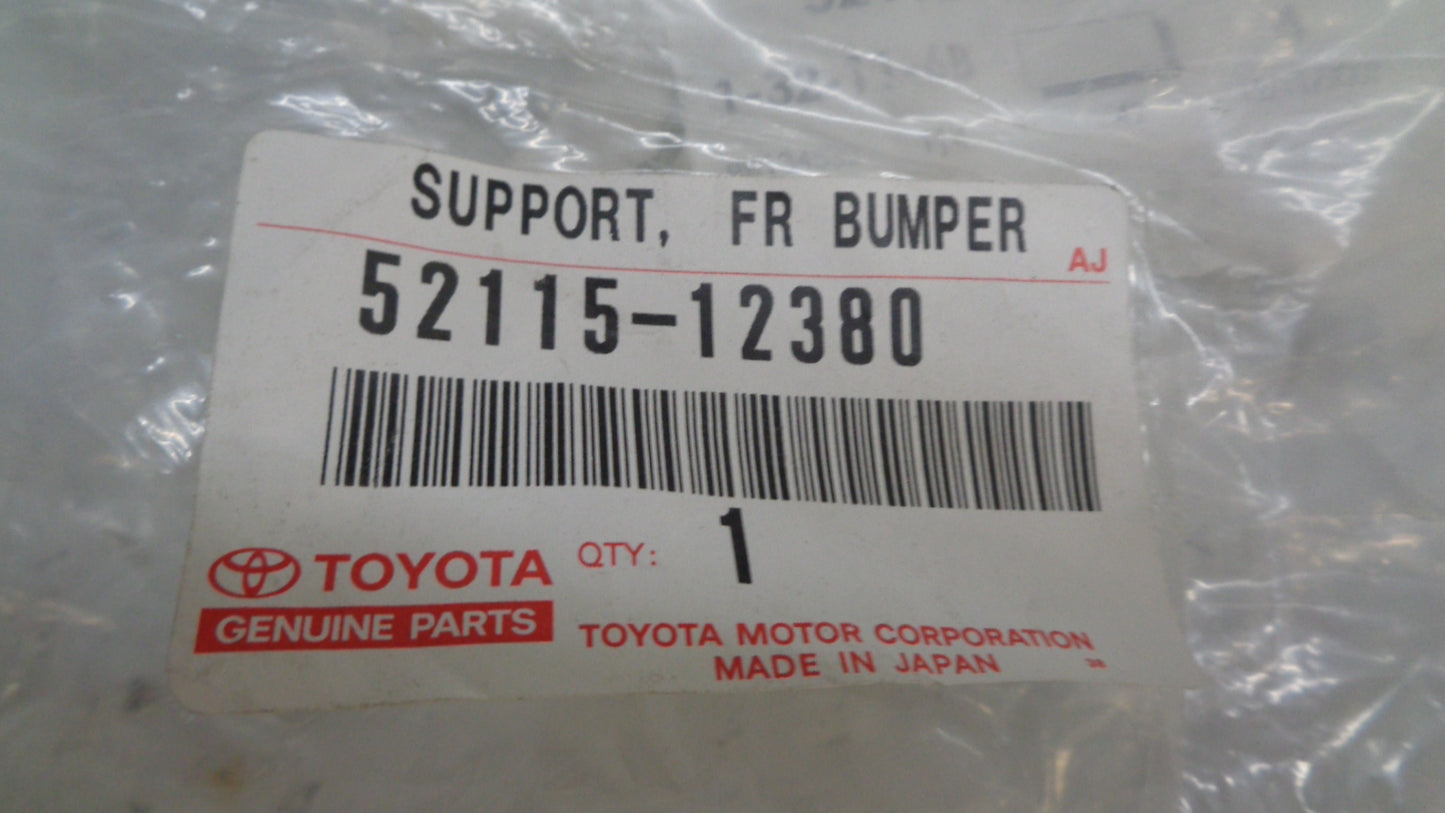 SUPPORT, FR BUMPER
AJ
52115-12380
QTY: 1
TOYOTA
GENUINE PARTS
TOYOTA MOTOR CORPORATION
MADE IN JAPAN